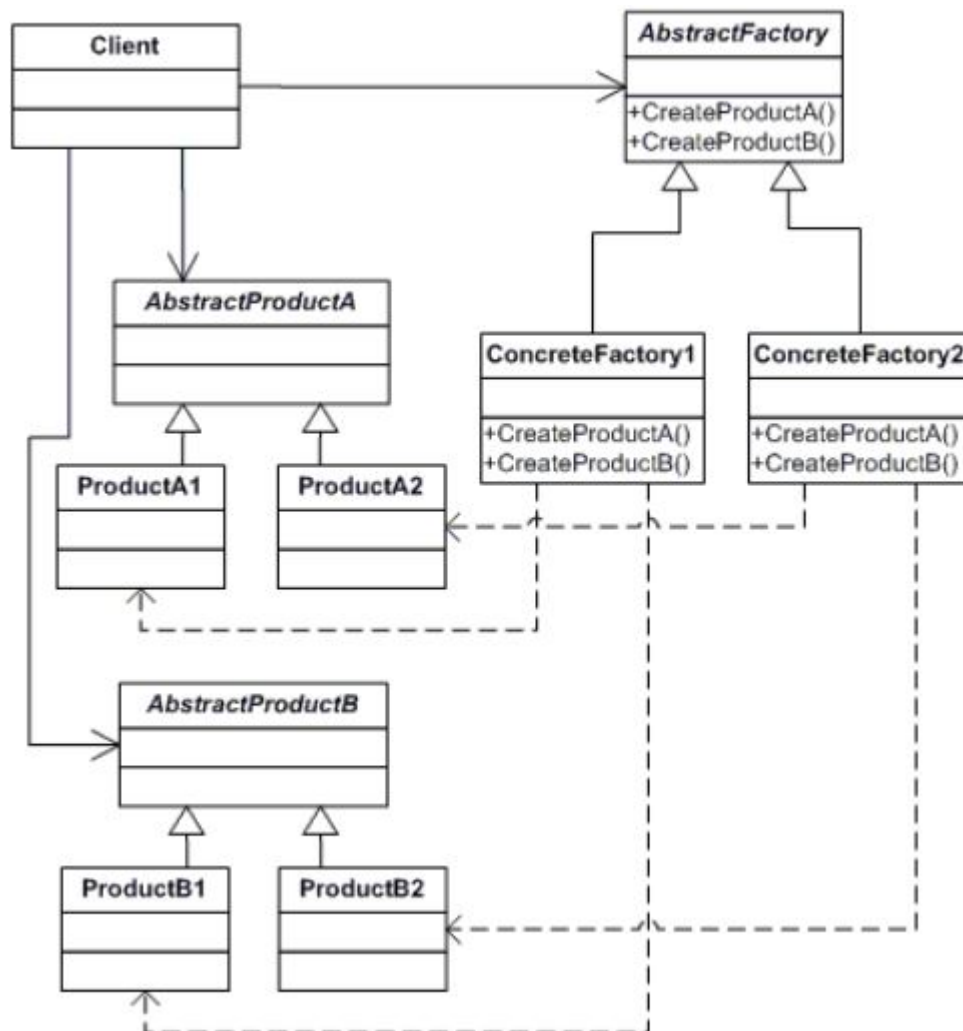 Client
AbstractFactory
+CreateProductA()
+CreateProductB()
AbstractProductA
ConcreteFactory1
+CreateProductA()
+CreateProductB()
ConcreteFactory2
+CreateProductA()
+CreateProductB()
ProductA1
ProductA2
AbstractProductB
ProductB1
ProductB2